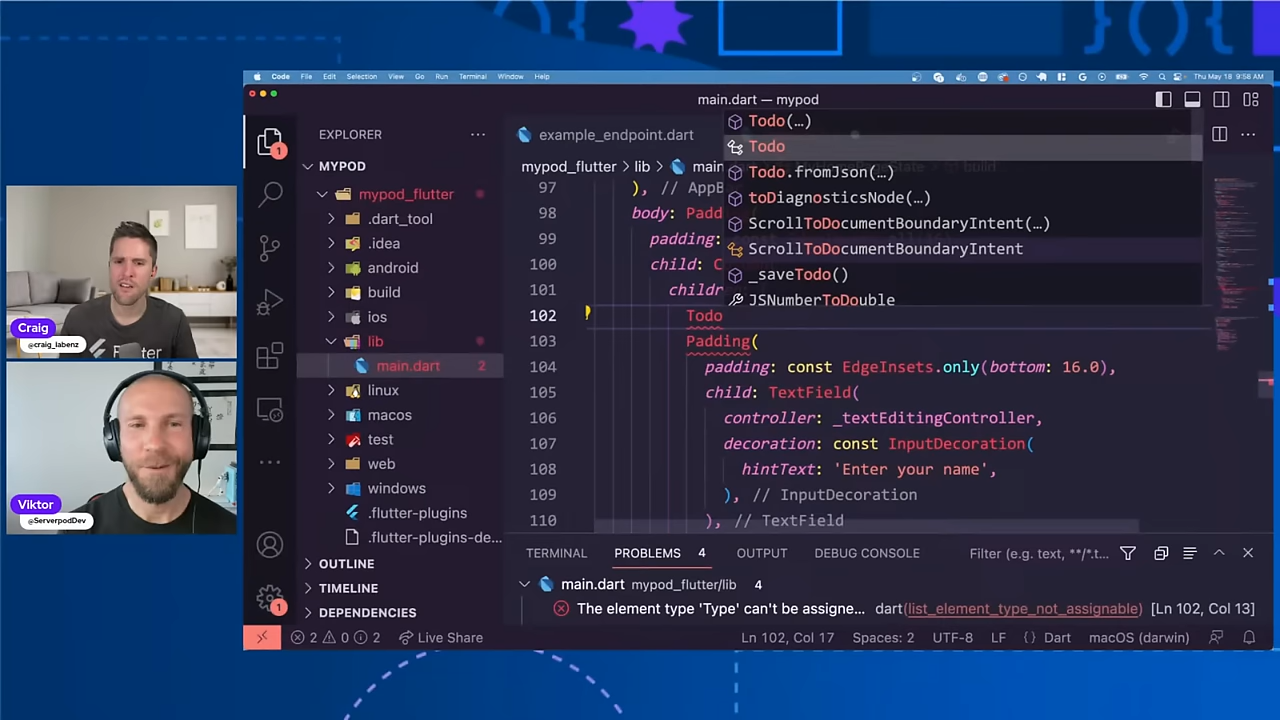 Code File Edit Selection View Go Run Terminal Window Help
Thu May 18 9:58 AM
main.dart — mypod
EXPLORER
MYPOD
mypod_flutter
.dart_tool
.idea
android
build
ios
lib
main.dart 2
linux
macos
test
web
windows
.flutter-plugins
.flutter-plugins-de...
OUTLINE
TIMELINE
DEPENDENCIES
1
1
example_endpoint.dart
mypod_flutter > lib > main
build
Todo(…)
Todo
Todo.fromJson(…)
toDiagnosticsNode(…)
ScrollToDocumentBoundaryIntent(…)
ScrollToDocumentBoundaryIntent
_saveTodo()
JSNumberToDouble
97 ), // AppB
98 body: Padd
99 padding:
100 child: C
101 childr
102 Todo
103 Padding(
104 padding: const EdgeInsets.only(bottom: 16.0),
105 child: TextField(
106 controller: _textEditingController,
107 decoration: const InputDecoration(
108 hintText: 'Enter your name',
109 ), // InputDecoration
110 ), // TextField
TERMINAL PROBLEMS 4 OUTPUT DEBUG CONSOLE Filter (e.g. text, **/*.t...
main.dart mypod_flutter/lib 4
The element type 'Type' can't be assigne... dart(list_element_type_not_assignable) [Ln 102, Col 13]
2 0 2 Live Share Ln 102, Col 17 Spaces: 2 UTF-8 LF {} Dart macOS (darwin)
Craig
@craig_labenz
Viktor
@ServerpodDev